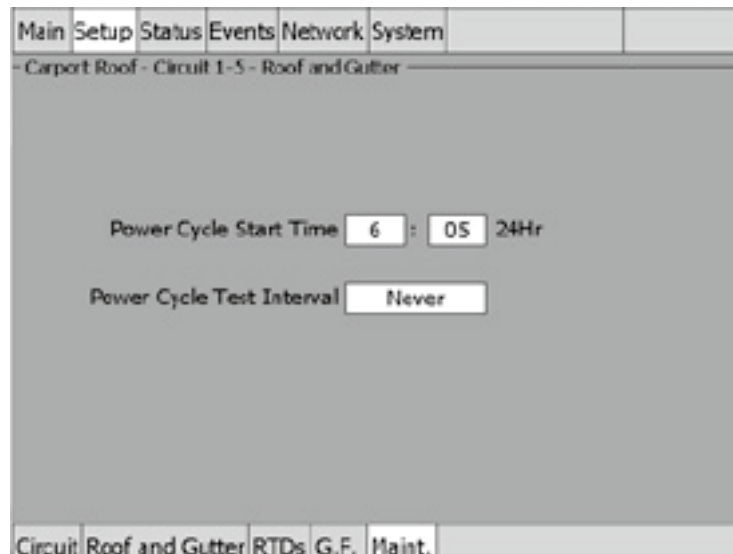 Main Setup Status Events Network System
Carport Roof - Circuit 1-5 - Roof and Gutter
Power Cycle Start Time 6 : 05 24Hr
Power Cycle Test Interval Never
Circuit Roof and Gutter RTDs G.F. Maint.